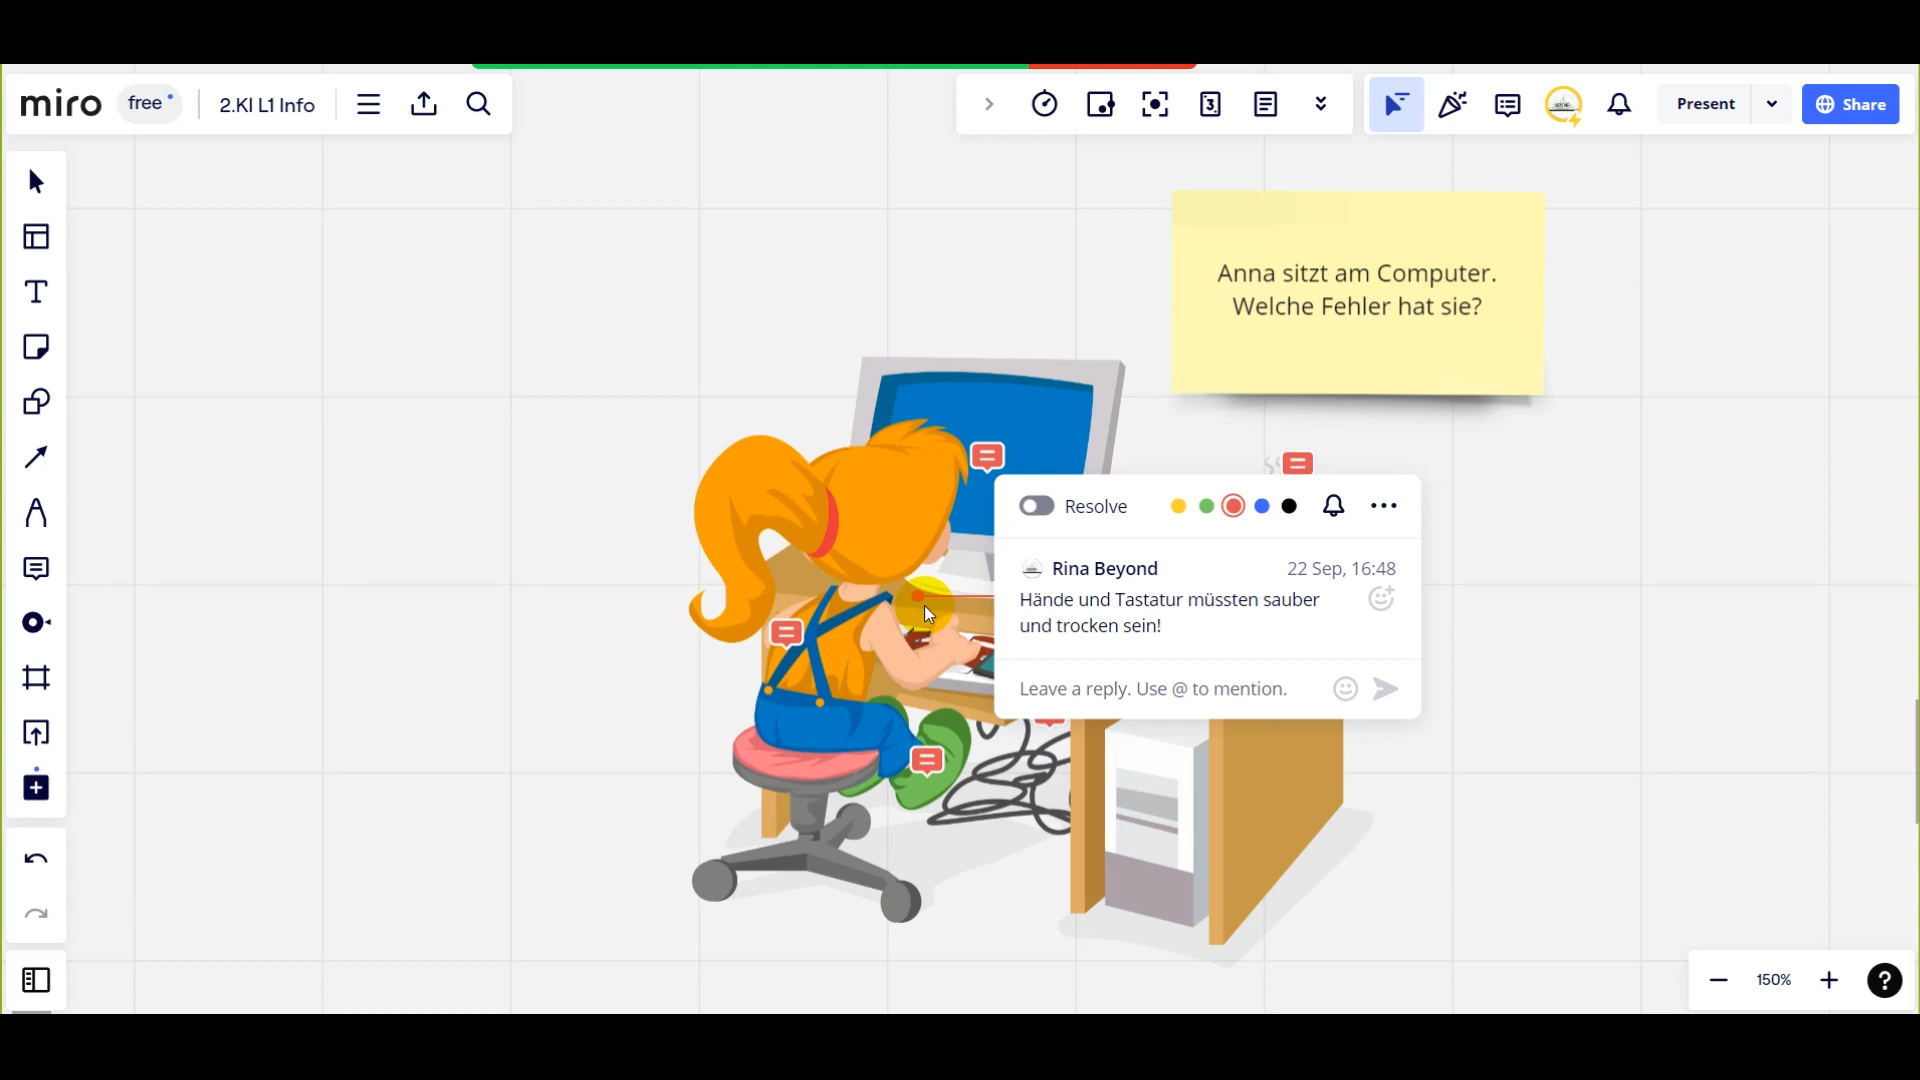 miro
free
2.KI L1 Info
3
Present
Share
Anna sitzt am Computer.
Welche Fehler hat sie?
Resolve
Rina Beyond
22 Sep, 16:48
Hände und Tastatur müssten sauber
und trocken sein!
Leave a reply. Use @ to mention.
150%
?